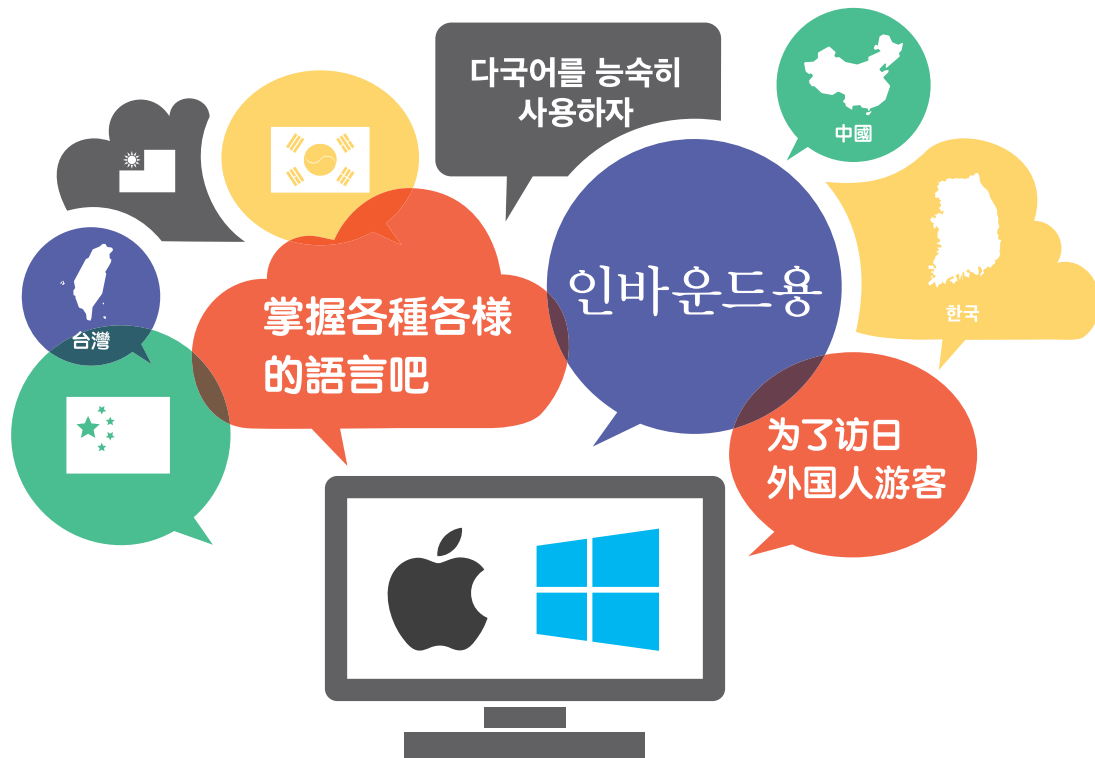 다국어를 능숙히
사용하자
中國
台灣
掌握各種各樣
的語言吧
인바운드용
한국
为了访日
外国人游客